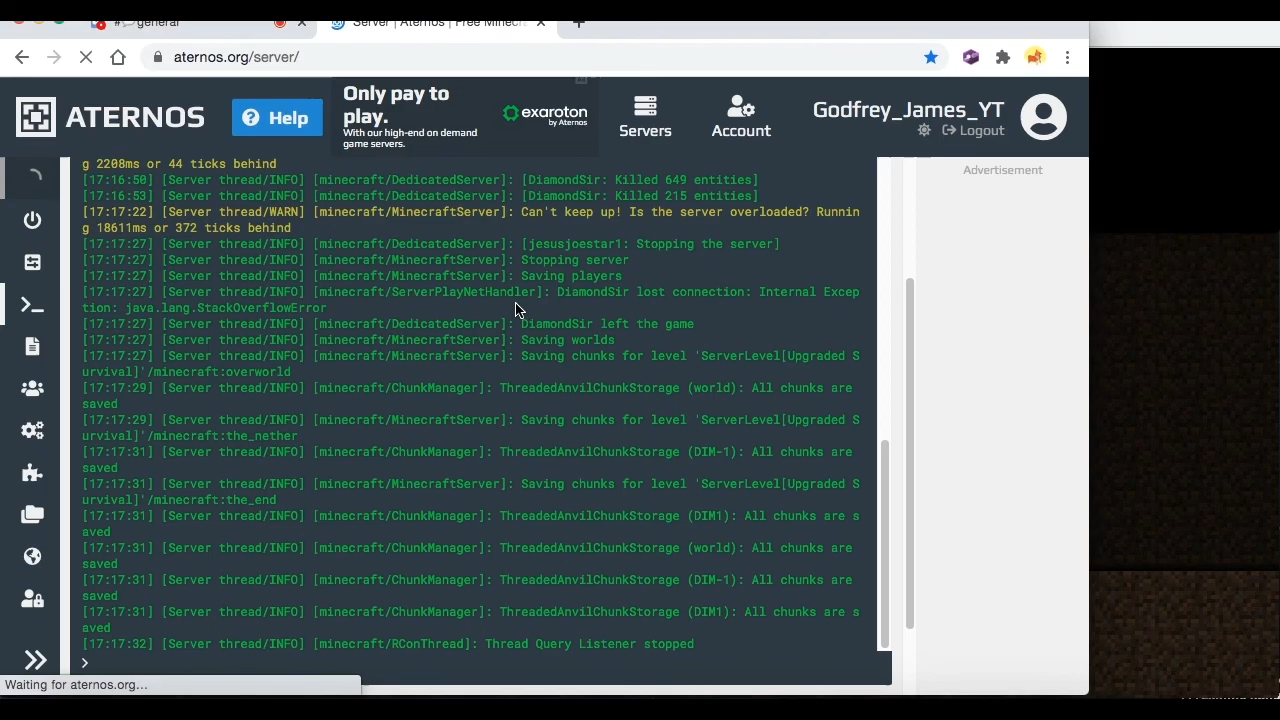 general
Server | Aternos | Free Minecr
aternos.org/server/
ATERNOS
Help
Only pay to
play.
With our high-end on demand
game servers.
exaroton
by Aternos
Servers
Account
Godfrey_James_YT
Logout
Advertisement
g 2208ms or 44 ticks behind
[17:16:50] [Server thread/INFO] [minecraft/DedicatedServer]: [DiamondSir: Killed 649 entities]
[17:16:53] [Server thread/INFO] [minecraft/DedicatedServer]: [DiamondSir: Killed 215 entities]
[17:17:22] [Server thread/WARN] [minecraft/MinecraftServer]: Can't keep up! Is the server overloaded? Runnin
g 18611ms or 372 ticks behind
[17:17:27] [Server thread/INFO] [minecraft/DedicatedServer]: [jesusjoestar1: Stopping the server]
[17:17:27] [Server thread/INFO] [minecraft/MinecraftServer]: Stopping server
[17:17:27] [Server thread/INFO] [minecraft/MinecraftServer]: Saving players
[17:17:27] [Server thread/INFO] [minecraft/ServerPlayNetHandler]: DiamondSir lost connection: Internal Excep
tion: java.lang.StackOverflowError
[17:17:27] [Server thread/INFO] [minecraft/DedicatedServer]: DiamondSir left the game
[17:17:27] [Server thread/INFO] [minecraft/MinecraftServer]: Saving worlds
[17:17:27] [Server thread/INFO] [minecraft/MinecraftServer]: Saving chunks for level 'ServerLevel[Upgraded S
urvival]'/minecraft:overworld
[17:17:29] [Server thread/INFO] [minecraft/ChunkManager]: ThreadedAnvilChunkStorage (world): All chunks are
saved
[17:17:29] [Server thread/INFO] [minecraft/MinecraftServer]: Saving chunks for level 'ServerLevel[Upgraded S
urvival]'/minecraft:the_nether
[17:17:31] [Server thread/INFO] [minecraft/ChunkManager]: ThreadedAnvilChunkStorage (DIM-1): All chunks are
saved
[17:17:31] [Server thread/INFO] [minecraft/MinecraftServer]: Saving chunks for level 'ServerLevel[Upgraded S
urvival]'/minecraft:the_end
[17:17:31] [Server thread/INFO] [minecraft/ChunkManager]: ThreadedAnvilChunkStorage (DIM1): All chunks are s
aved
[17:17:31] [Server thread/INFO] [minecraft/ChunkManager]: ThreadedAnvilChunkStorage (world): All chunks are
saved
[17:17:31] [Server thread/INFO] [minecraft/ChunkManager]: ThreadedAnvilChunkStorage (DIM-1): All chunks are
saved
[17:17:31] [Server thread/INFO] [minecraft/ChunkManager]: ThreadedAnvilChunkStorage (DIM1): All chunks are s
aved
[17:17:32] [Server thread/INFO] [minecraft/RConThread]: Thread Query Listener stopped
Waiting for aternos.org...